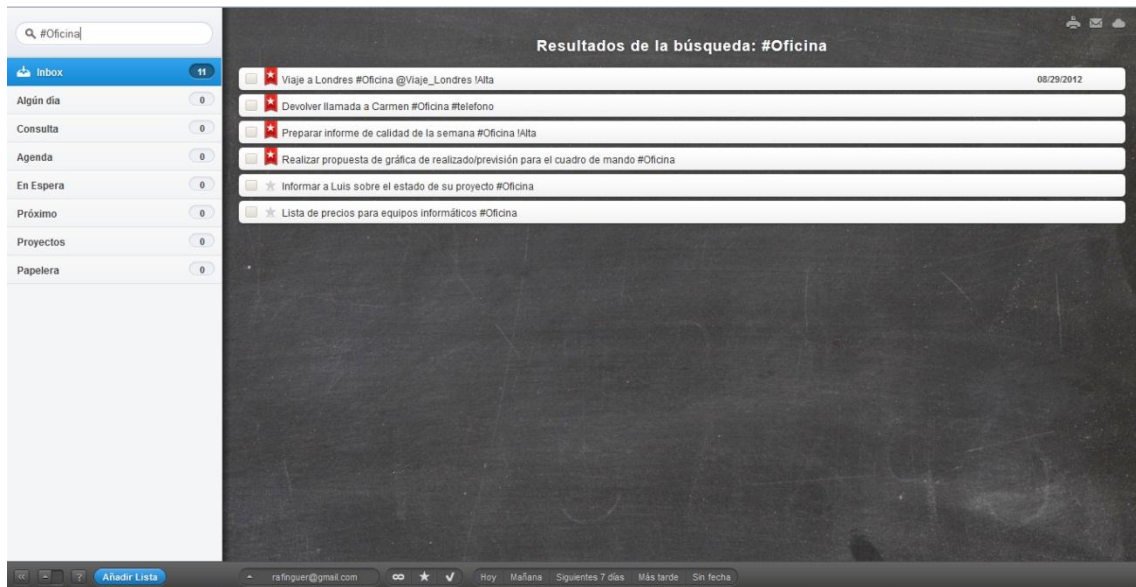 #Oficina
Inbox 11
Algún día 0
Consulta 0
Agenda 0
En Espera 0
Próximo 0
Proyectos 0
Papelera 0
Resultados de la búsqueda: #Oficina
Viaje a Londres #Oficina @Viaje_Londres !Alta 08/29/2012
Devolver llamada a Carmen #Oficina #telefono
Preparar informe de calidad de la semana #Oficina !Alta
Realizar propuesta de gráfica de realizado/previsión para el cuadro de mando #Oficina
Informar a Luis sobre el estado de su proyecto #Oficina
Lista de precios para equipos informáticos #Oficina
? Añadir Lista rafinguer@gmail.com Hoy Mañana Siguientes 7 días Más tarde Sin fecha